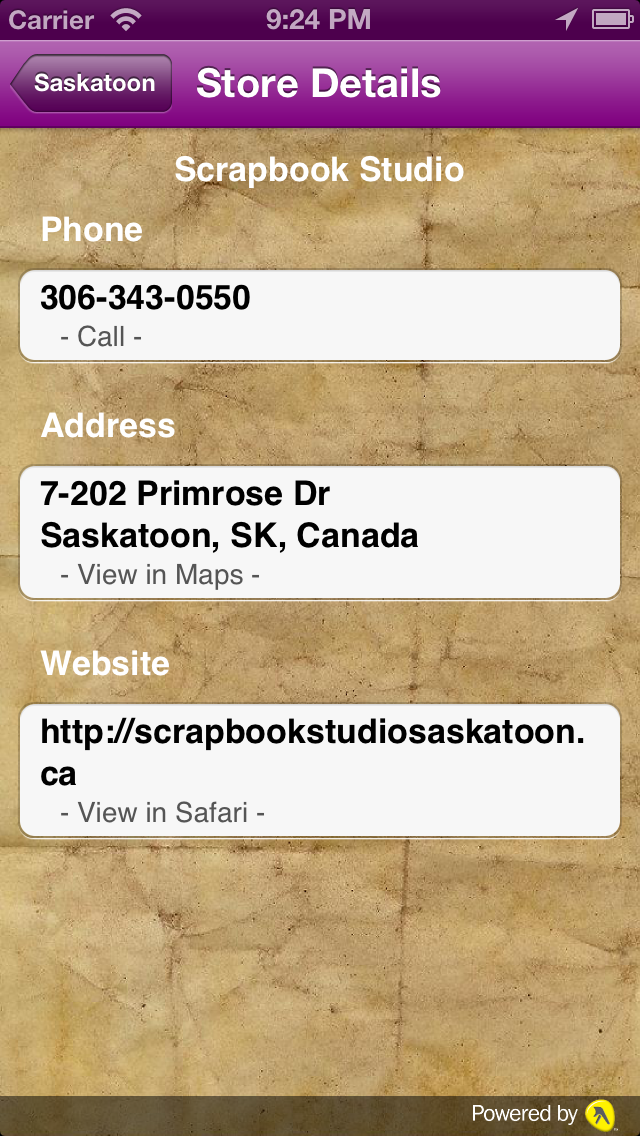 Carrier 9:24 PM
Saskatoon Store Details
Scrapbook Studio
Phone
306-343-0550
- Call -
Address
7-202 Primrose Dr
Saskatoon, SK, Canada
- View in Maps -
Website
http://scrapbookstudiosaskatoon.
ca
- View in Safari -
Powered by